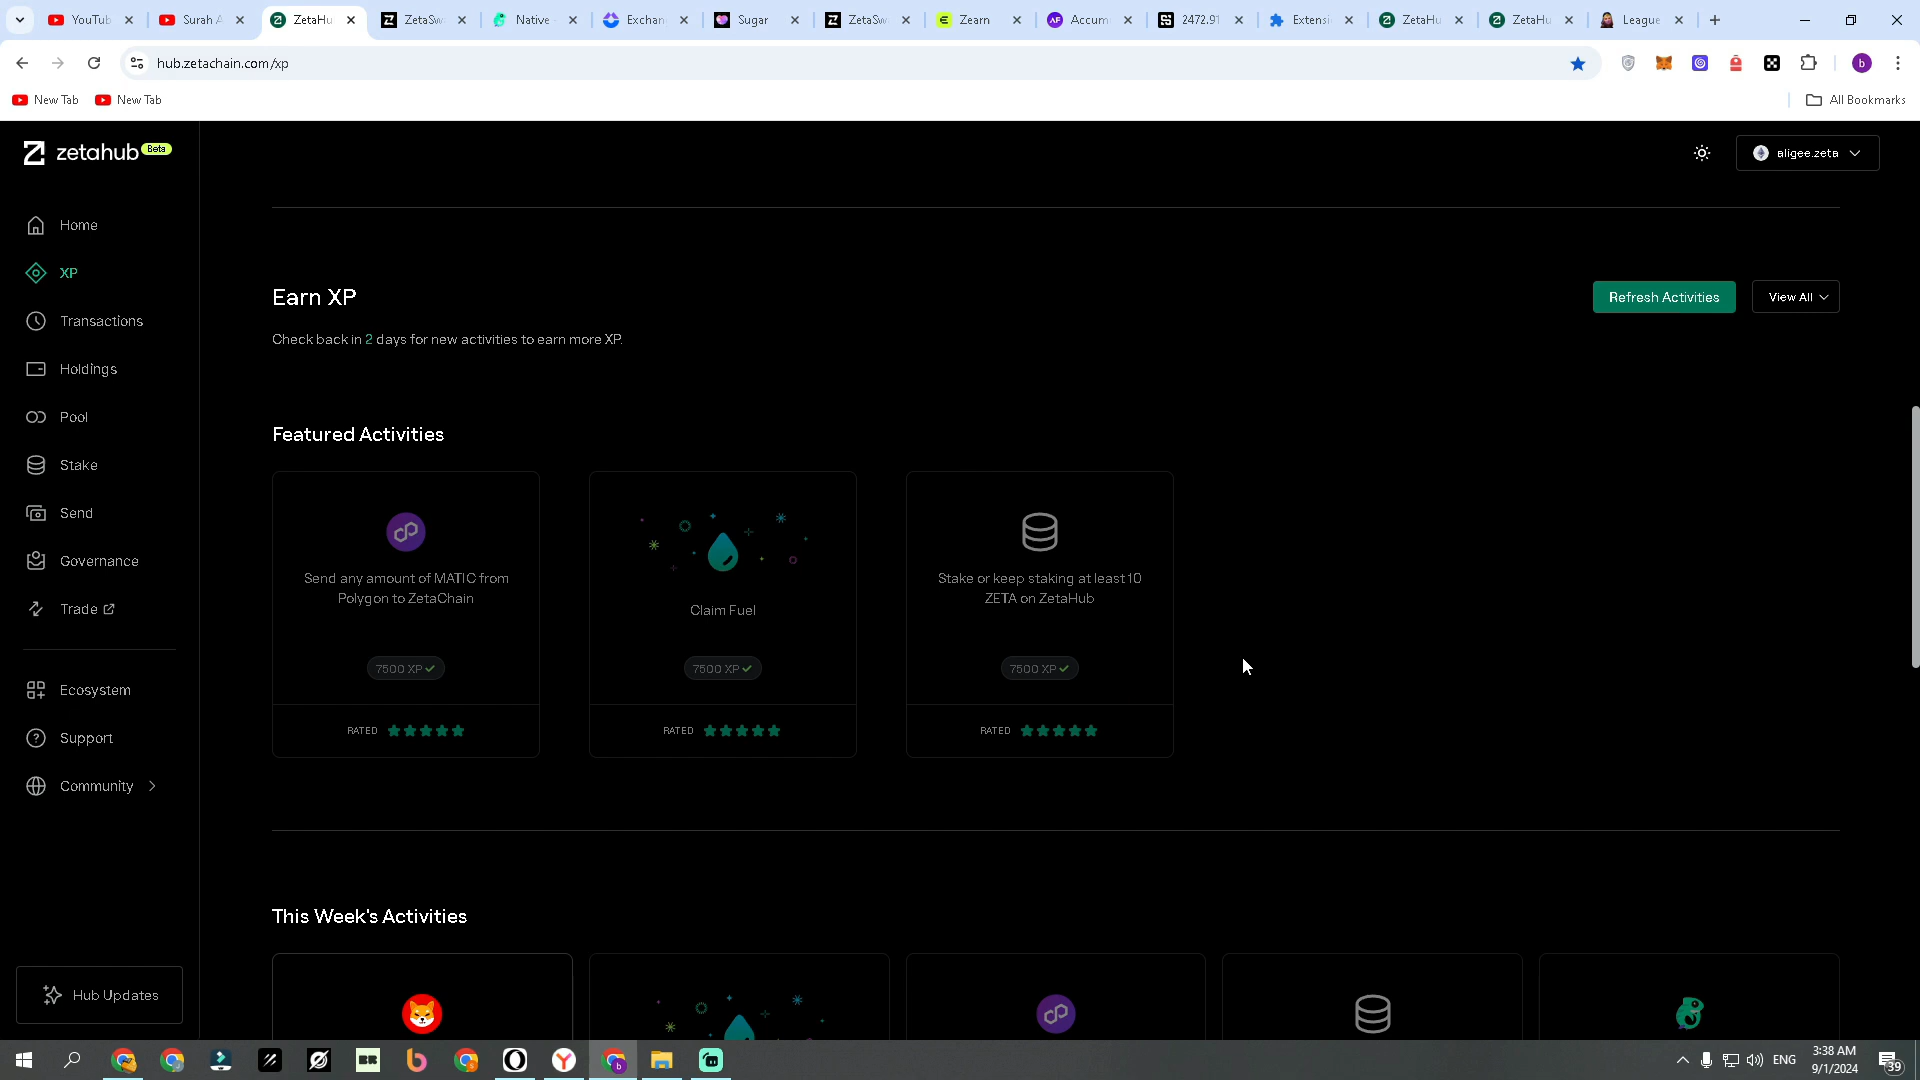 YouTub
Surah A
ZetaHu
ZetaSwa
Native -
Exchan
Sugar
ZetaSwa
Zearn
Accum
2472.91
Extensi
ZetaHu
ZetaHu
League
hub.zetachain.com/xp
b
New Tab
New Tab
All Bookmarks
zetahub Beta
aligee.zeta
Home
XP
Transactions
Holdings
Pool
Stake
Send
Governance
Trade
Ecosystem
Support
Community
Hub Updates
Earn XP
Refresh Activities
View All
Check back in 2 days for new activities to earn more XP.
Featured Activities
Send any amount of MATIC from
Polygon to ZetaChain
7500 XP
RATED
Claim Fuel
7500 XP
RATED
Stake or keep staking at least 10
ZETA on ZetaHub
7500 XP
RATED
This Week's Activities
ENG
3:38 AM
9/1/2024
39